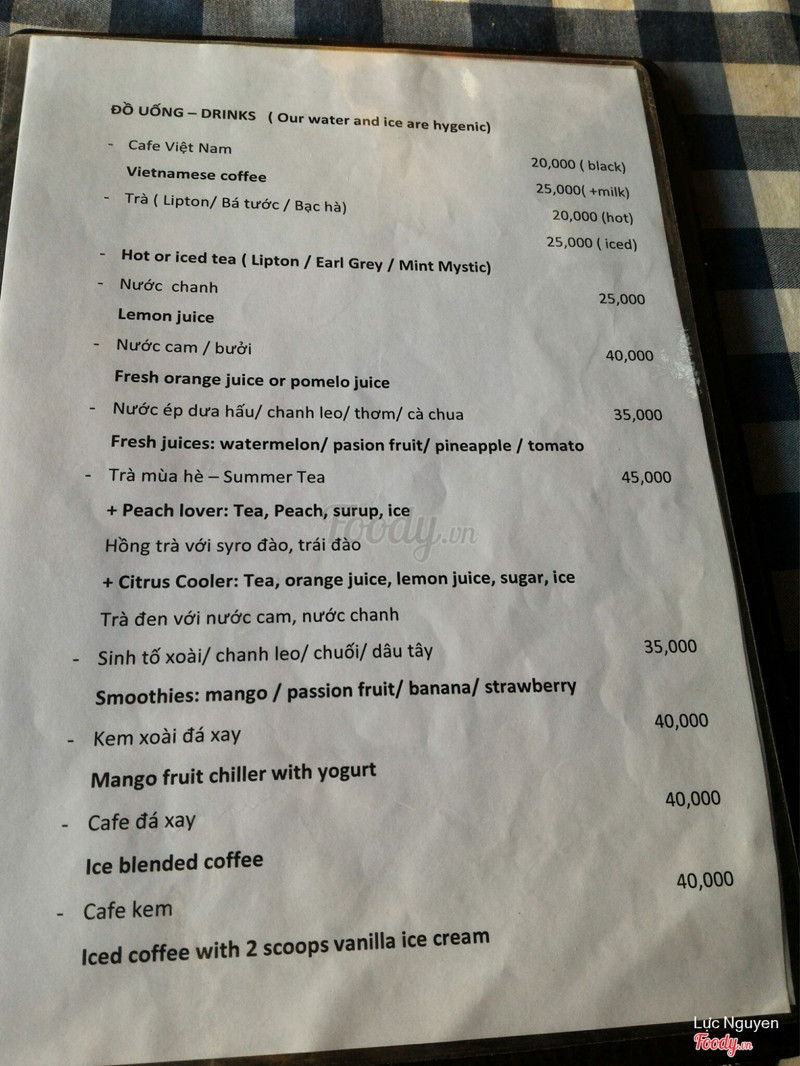 ĐỒ UỐNG – DRINKS ( Our water and ice are hygenic)
- Cafe Việt Nam 20,000 ( black)
Vietnamese coffee 25,000( +milk)
- Trà ( Lipton/ Bá tước / Bạc hà) 20,000 (hot)
25,000 ( iced)
- Hot or iced tea ( Lipton / Earl Grey / Mint Mystic)
- Nước chanh 25,000
Lemon juice
- Nước cam / bưởi 40,000
Fresh orange juice or pomelo juice
- Nước ép dưa hấu/ chanh leo/ thơm/ cà chua 35,000
Fresh juices: watermelon/ pasion fruit/ pineapple / tomato
- Trà mùa hè – Summer Tea 45,000
+ Peach lover: Tea, Peach, surup, ice
Hồng trà với syro đào, trái đào
+ Citrus Cooler: Tea, orange juice, lemon juice, sugar, ice
Trà đen với nước cam, nước chanh
- Sinh tố xoài/ chanh leo/ chuối/ dâu tây 35,000
Smoothies: mango / passion fruit/ banana/ strawberry
- Kem xoài đá xay 40,000
Mango fruit chiller with yogurt
- Cafe đá xay 40,000
Ice blended coffee
- Cafe kem 40,000
Iced coffee with 2 scoops vanilla ice cream
Foody.vn
Lực Nguyen
Foody.vn